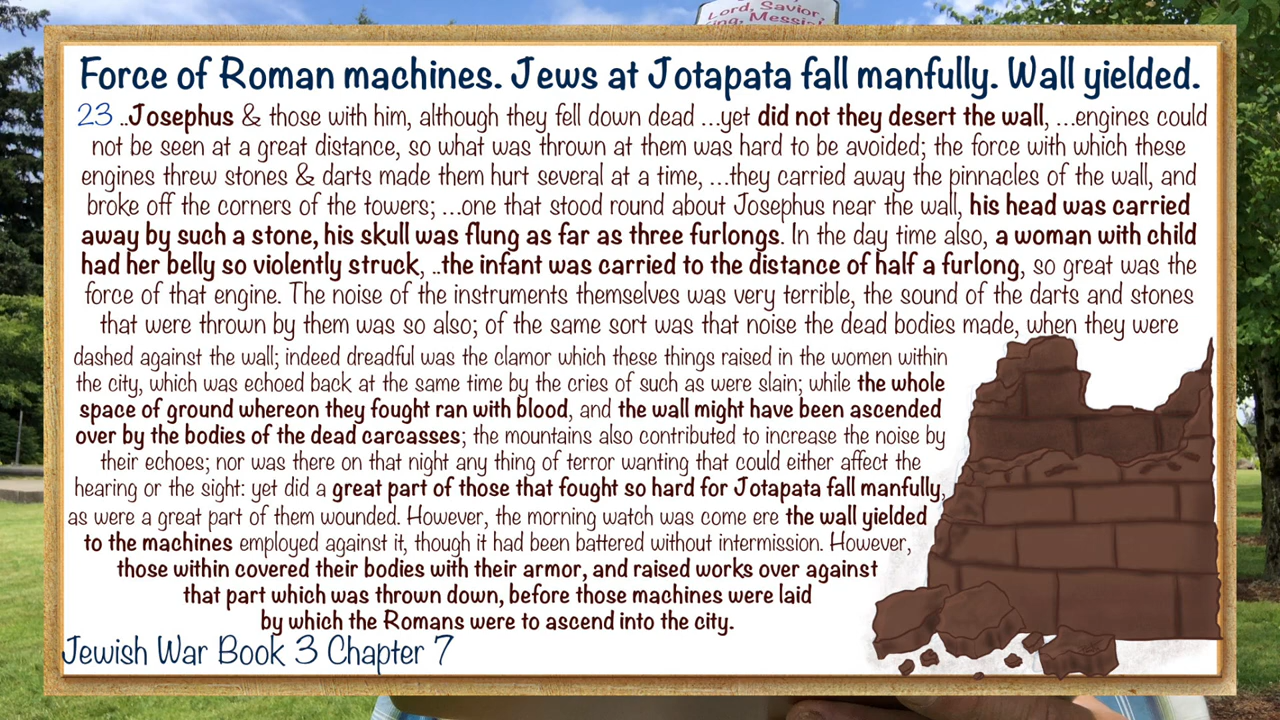 Lord, Savior,
King, Messiah
Force of Roman machines. Jews at Jotapata fall manfully. Wall yielded.
23 ..Josephus & those with him, although they fell down dead ...yet did not they desert the wall, ...engines could
not be seen at a great distance, so what was thrown at them was hard to be avoided; the force with which these
engines threw stones & darts made them hurt several at a time, ...they carried away the pinnacles of the wall, and
broke off the corners of the towers; ...one that stood round about Josephus near the wall, his head was carried
away by such a stone, his skull was flung as far as three furlongs. In the day time also, a woman with child
had her belly so violently struck, ..the infant was carried to the distance of half a furlong, so great was the
force of that engine. The noise of the instruments themselves was very terrible, the sound of the darts and stones
that were thrown by them was so also; of the same sort was that noise the dead bodies made, when they were
dashed against the wall; indeed dreadful was the clamor which these things raised in the women within
the city, which was echoed back at the same time by the cries of such as were slain; while the whole
space of ground whereon they fought ran with blood, and the wall might have been ascended
over by the bodies of the dead carcasses; the mountains also contributed to increase the noise by
their echoes; nor was there on that night any thing of terror wanting that could either affect the
hearing or the sight: yet did a great part of those that fought so hard for Jotapata fall manfully,
as were a great part of them wounded. However, the morning watch was come ere the wall yielded
to the machines employed against it, though it had been battered without intermission. However,
those within covered their bodies with their armor, and raised works over against
that part which was thrown down, before those machines were laid
by which the Romans were to ascend into the city.
Jewish War Book 3 Chapter 7